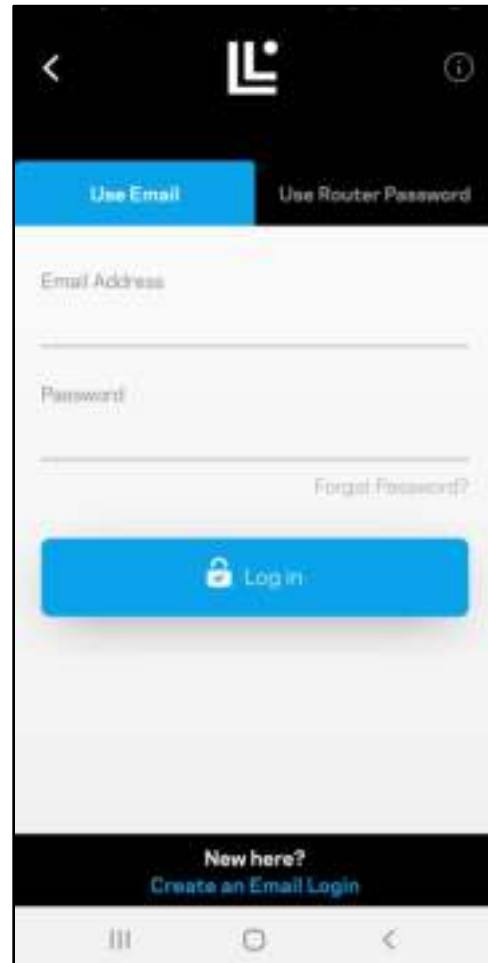 Use Email
Use Router Password
Email Address
Password
Forgot Password?
Log in
New here?
Create an Email Login